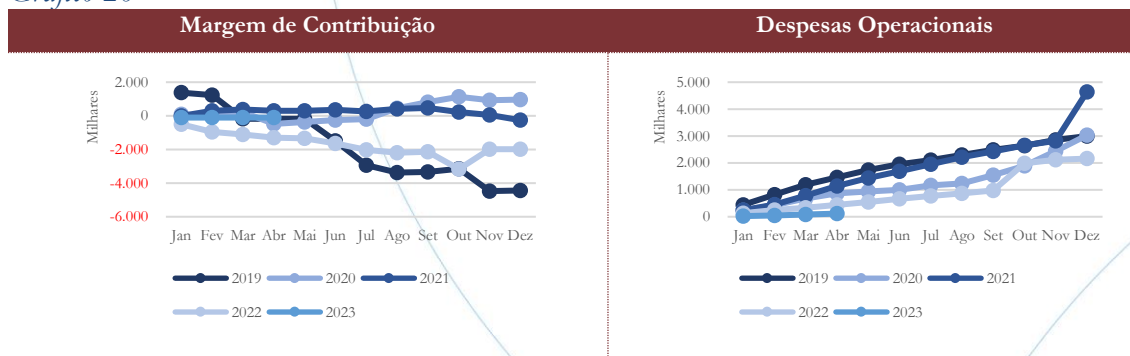 Gráfico 20
Margem de Contribuição
Despesas Operacionais
Milhares
2.000
0
-2.000
-4.000
-6.000
Jan Fev Mar Abr Mai Jun Jul Ago Set Out Nov Dez
2019 2020 2021
2022 2023
Milhares
5.000
4.000
3.000
2.000
1.000
0
Jan Fev Mar Abr Mai Jun Jul Ago Set Out Nov Dez
2019 2020 2021
2022 2023